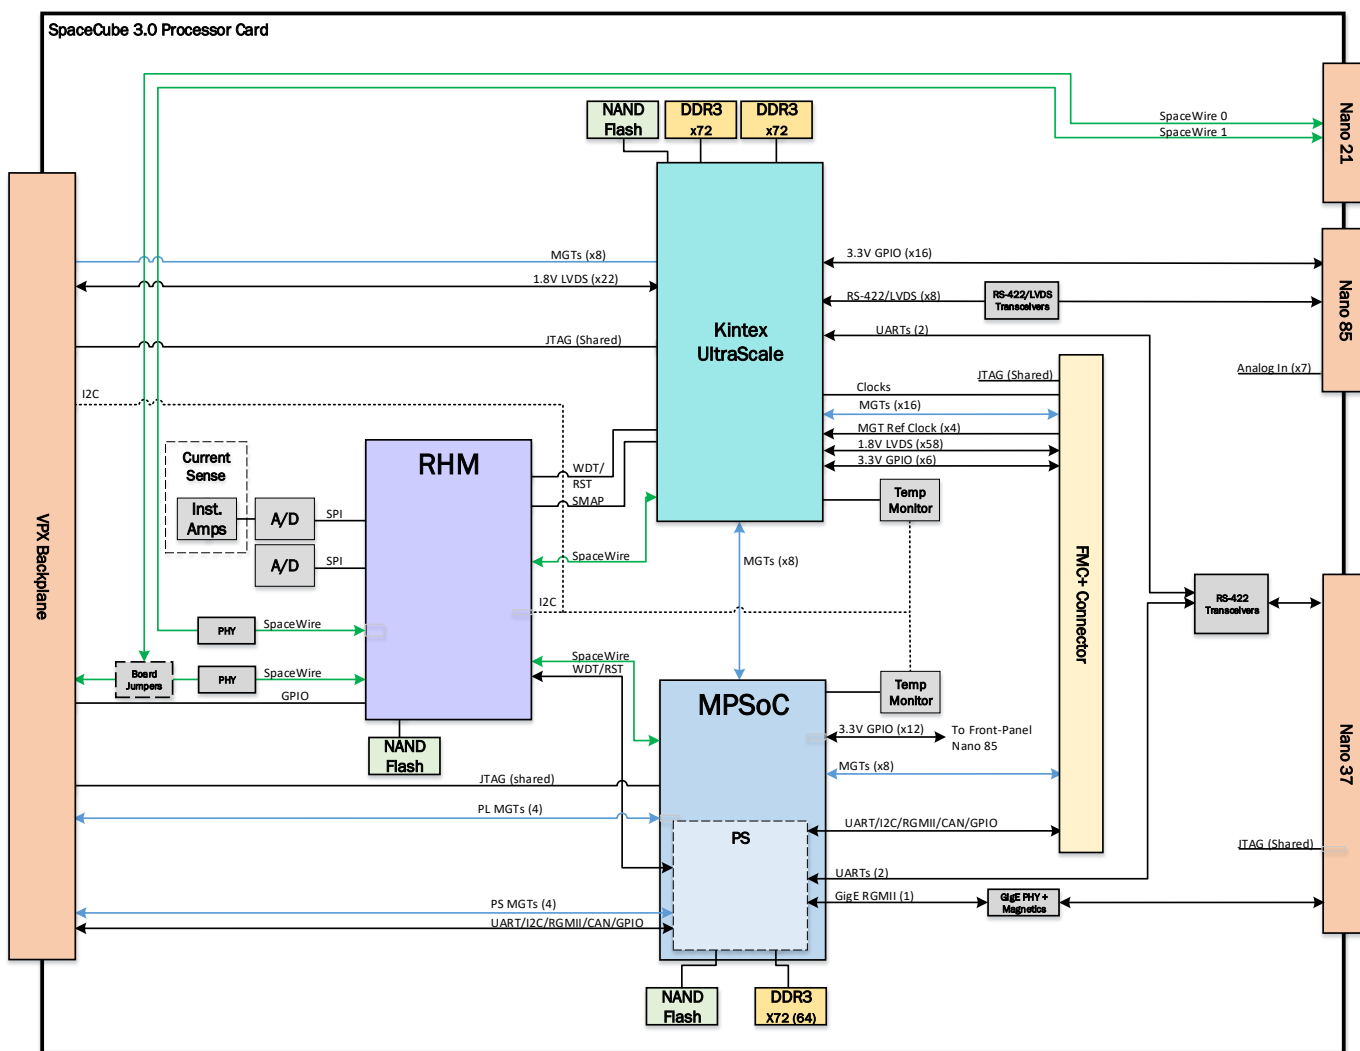 SpaceCube 3.0 Processor Card
NAND
Flash
DDR3
x72
DDR3
x72
SpaceWire 0
SpaceWire 1
Nano 21
MGTs (x8)
1.8V LVDS (x22)
JTAG (Shared)
I2C
Kintex
UltraScale
3.3V GPIO (x16)
RS-422/LVDS (x8)
RS-422/LVDS
Transceivers
UARTs (2)
Nano 85
Analog In (x7)
JTAG (Shared)
Clocks
MGTs (x16)
MGT Ref Clock (x4)
1.8V LVDS (x58)
3.3V GPIO (x6)
Current
Sense
Inst.
Amps
A/D
SPI
A/D
SPI
RHM
WDT/
RST
SMAP
SpaceWire
I2C
Temp
Monitor
MGTs (x8)
VPX Backplane
FMC+ Connector
RS-422
Transceivers
PHY
SpaceWire
Board
Jumpers
PHY
SpaceWire
GPIO
SpaceWire
WDT/RST
NAND
Flash
MPSoC
Temp
Monitor
3.3V GPIO (x12)
To Front-Panel
Nano 85
MGTs (x8)
Nano 37
JTAG (shared)
PL MGTs (4)
PS
UART/I2C/RGMII/CAN/GPIO
JTAG (Shared)
UARTs (2)
GigE RGMII (1)
GigE PHY +
Magnetics
PS MGTs (4)
UART/I2C/RGMII/CAN/GPIO
NAND
Flash
DDR3
X72 (64)